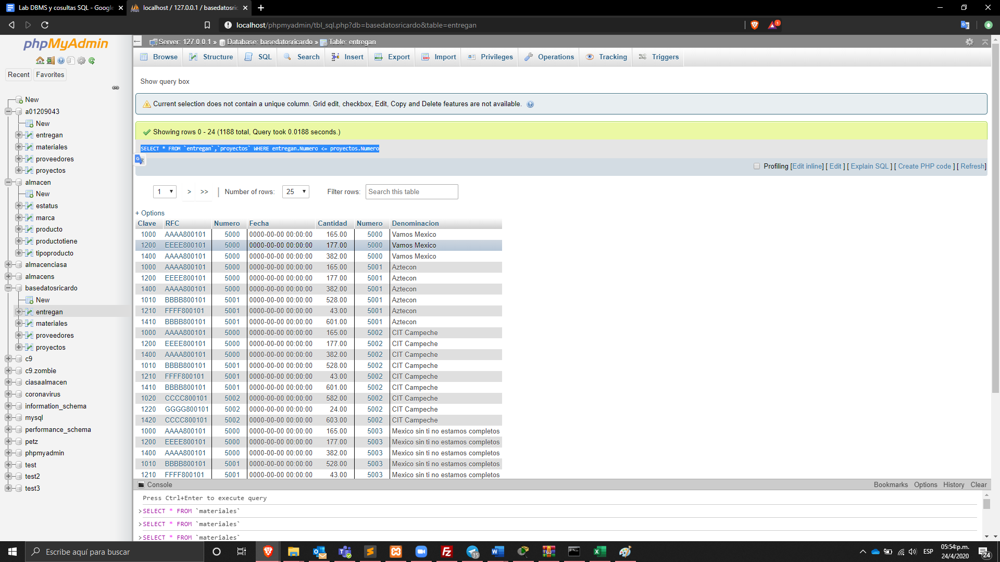 Lab DBMS y cosultas SQL - Google
localhost / 127.0.0.1 / basedatosric
localhost/phpmyadmin/tbl_sql.php?db=basedatosricardo&table=entregan
1
phpMyAdmin
Recent Favorites
New
a01209043
New
entregan
materiales
proveedores
proyectos
almacen
New
estatus
marca
producto
productotiene
tipoproducto
almacenciasa
almacens
basedatosricardo
New
entregan
materiales
proveedores
proyectos
c9
c9.zombie
ciasaalmacen
coronavirus
information_schema
mysql
performance_schema
petz
phpmyadmin
test
test2
test3
Server: 127.0.0.1 » Database: basedatosricardo » Table: entregan
Browse Structure SQL Search Insert Export Import Privileges Operations Tracking Triggers
Show query box
Current selection does not contain a unique column. Grid edit, checkbox, Edit, Copy and Delete features are not available.
Showing rows 0 - 24 (1188 total, Query took 0.0188 seconds.)
SELECT * FROM `entregan`,`proyectos` WHERE entregan.Numero <= proyectos.Numero
Profiling [Edit inline] [ Edit ] [ Explain SQL ] [ Create PHP code ] [ Refresh]
1 > >> | Number of rows: 25 Filter rows: Search this table
+ Options
Clave RFC Numero Fecha Cantidad Numero Denominacion
1000 AAAA800101 5000 0000-00-00 00:00:00 165.00 5000 Vamos Mexico
1200 EEEE800101 5000 0000-00-00 00:00:00 177.00 5000 Vamos Mexico
1400 AAAA800101 5000 0000-00-00 00:00:00 382.00 5000 Vamos Mexico
1000 AAAA800101 5000 0000-00-00 00:00:00 165.00 5001 Aztecon
1200 EEEE800101 5000 0000-00-00 00:00:00 177.00 5001 Aztecon
1400 AAAA800101 5000 0000-00-00 00:00:00 382.00 5001 Aztecon
1010 BBBB800101 5001 0000-00-00 00:00:00 528.00 5001 Aztecon
1210 FFFF800101 5001 0000-00-00 00:00:00 43.00 5001 Aztecon
1410 BBBB800101 5001 0000-00-00 00:00:00 601.00 5001 Aztecon
1000 AAAA800101 5000 0000-00-00 00:00:00 165.00 5002 CIT Campeche
1200 EEEE800101 5000 0000-00-00 00:00:00 177.00 5002 CIT Campeche
1400 AAAA800101 5000 0000-00-00 00:00:00 382.00 5002 CIT Campeche
1010 BBBB800101 5001 0000-00-00 00:00:00 528.00 5002 CIT Campeche
1210 FFFF800101 5001 0000-00-00 00:00:00 43.00 5002 CIT Campeche
1410 BBBB800101 5001 0000-00-00 00:00:00 601.00 5002 CIT Campeche
1020 CCCC800101 5002 0000-00-00 00:00:00 582.00 5002 CIT Campeche
1220 GGGG800101 5002 0000-00-00 00:00:00 24.00 5002 CIT Campeche
1420 CCCC800101 5002 0000-00-00 00:00:00 603.00 5002 CIT Campeche
1000 AAAA800101 5000 0000-00-00 00:00:00 165.00 5003 Mexico sin ti no estamos completos
1200 EEEE800101 5000 0000-00-00 00:00:00 177.00 5003 Mexico sin ti no estamos completos
1400 AAAA800101 5000 0000-00-00 00:00:00 382.00 5003 Mexico sin ti no estamos completos
1010 BBBB800101 5001 0000-00-00 00:00:00 528.00 5003 Mexico sin ti no estamos completos
1210 FFFF800101 5001 0000-00-00 00:00:00 43.00 5003 Mexico sin ti no estamos completos
Console Bookmarks Options History Clear
Press Ctrl+Enter to execute query
>SELECT * FROM `materiales`
>SELECT * FROM `materiales`
>SELECT * FROM `materiales`
Escribe aquí para buscar
35
ESP
05:54:p.m.
24/4/2020
24